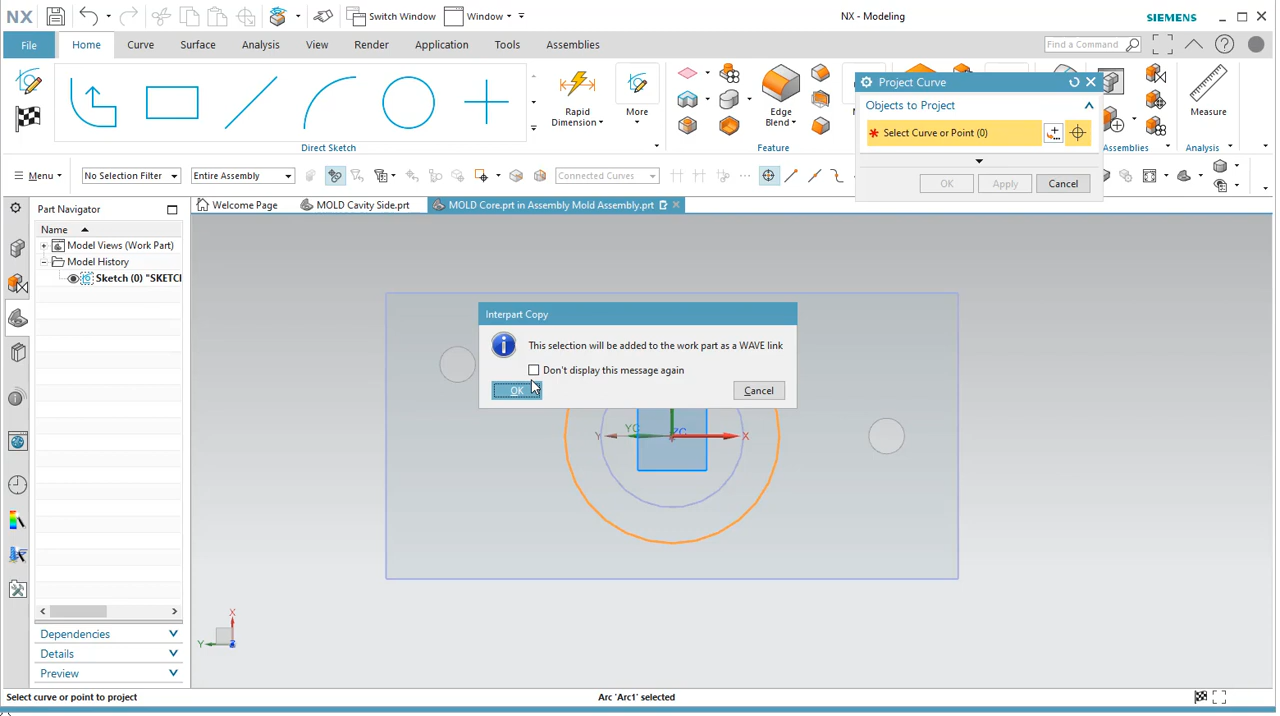 NX
Switch Window
Window
NX - Modeling
SIEMENS
File
Home
Curve
Surface
Analysis
View
Render
Application
Tools
Assemblies
Find a Command
Rapid Dimension
More
Direct Sketch
Edge Blend
Feature
Project Curve
Objects to Project
* Select Curve or Point (0)
OK
Apply
Cancel
Measure
Assemblies
Analysis
Menu
No Selection Filter
Entire Assembly
Connected Curves
Part Navigator
Welcome Page
MOLD Cavity Side.prt
MOLD Core.prt in Assembly Mold Assembly.prt
Name
Model Views (Work Part)
Model History
Sketch (0) "SKETCH
Interpart Copy
This selection will be added to the work part as a WAVE link
Don't display this message again
OK
Cancel
Y
YC
ZC
X
X
Y
Z
Dependencies
Details
Preview
Select curve or point to project
Arc 'Arc1' selected